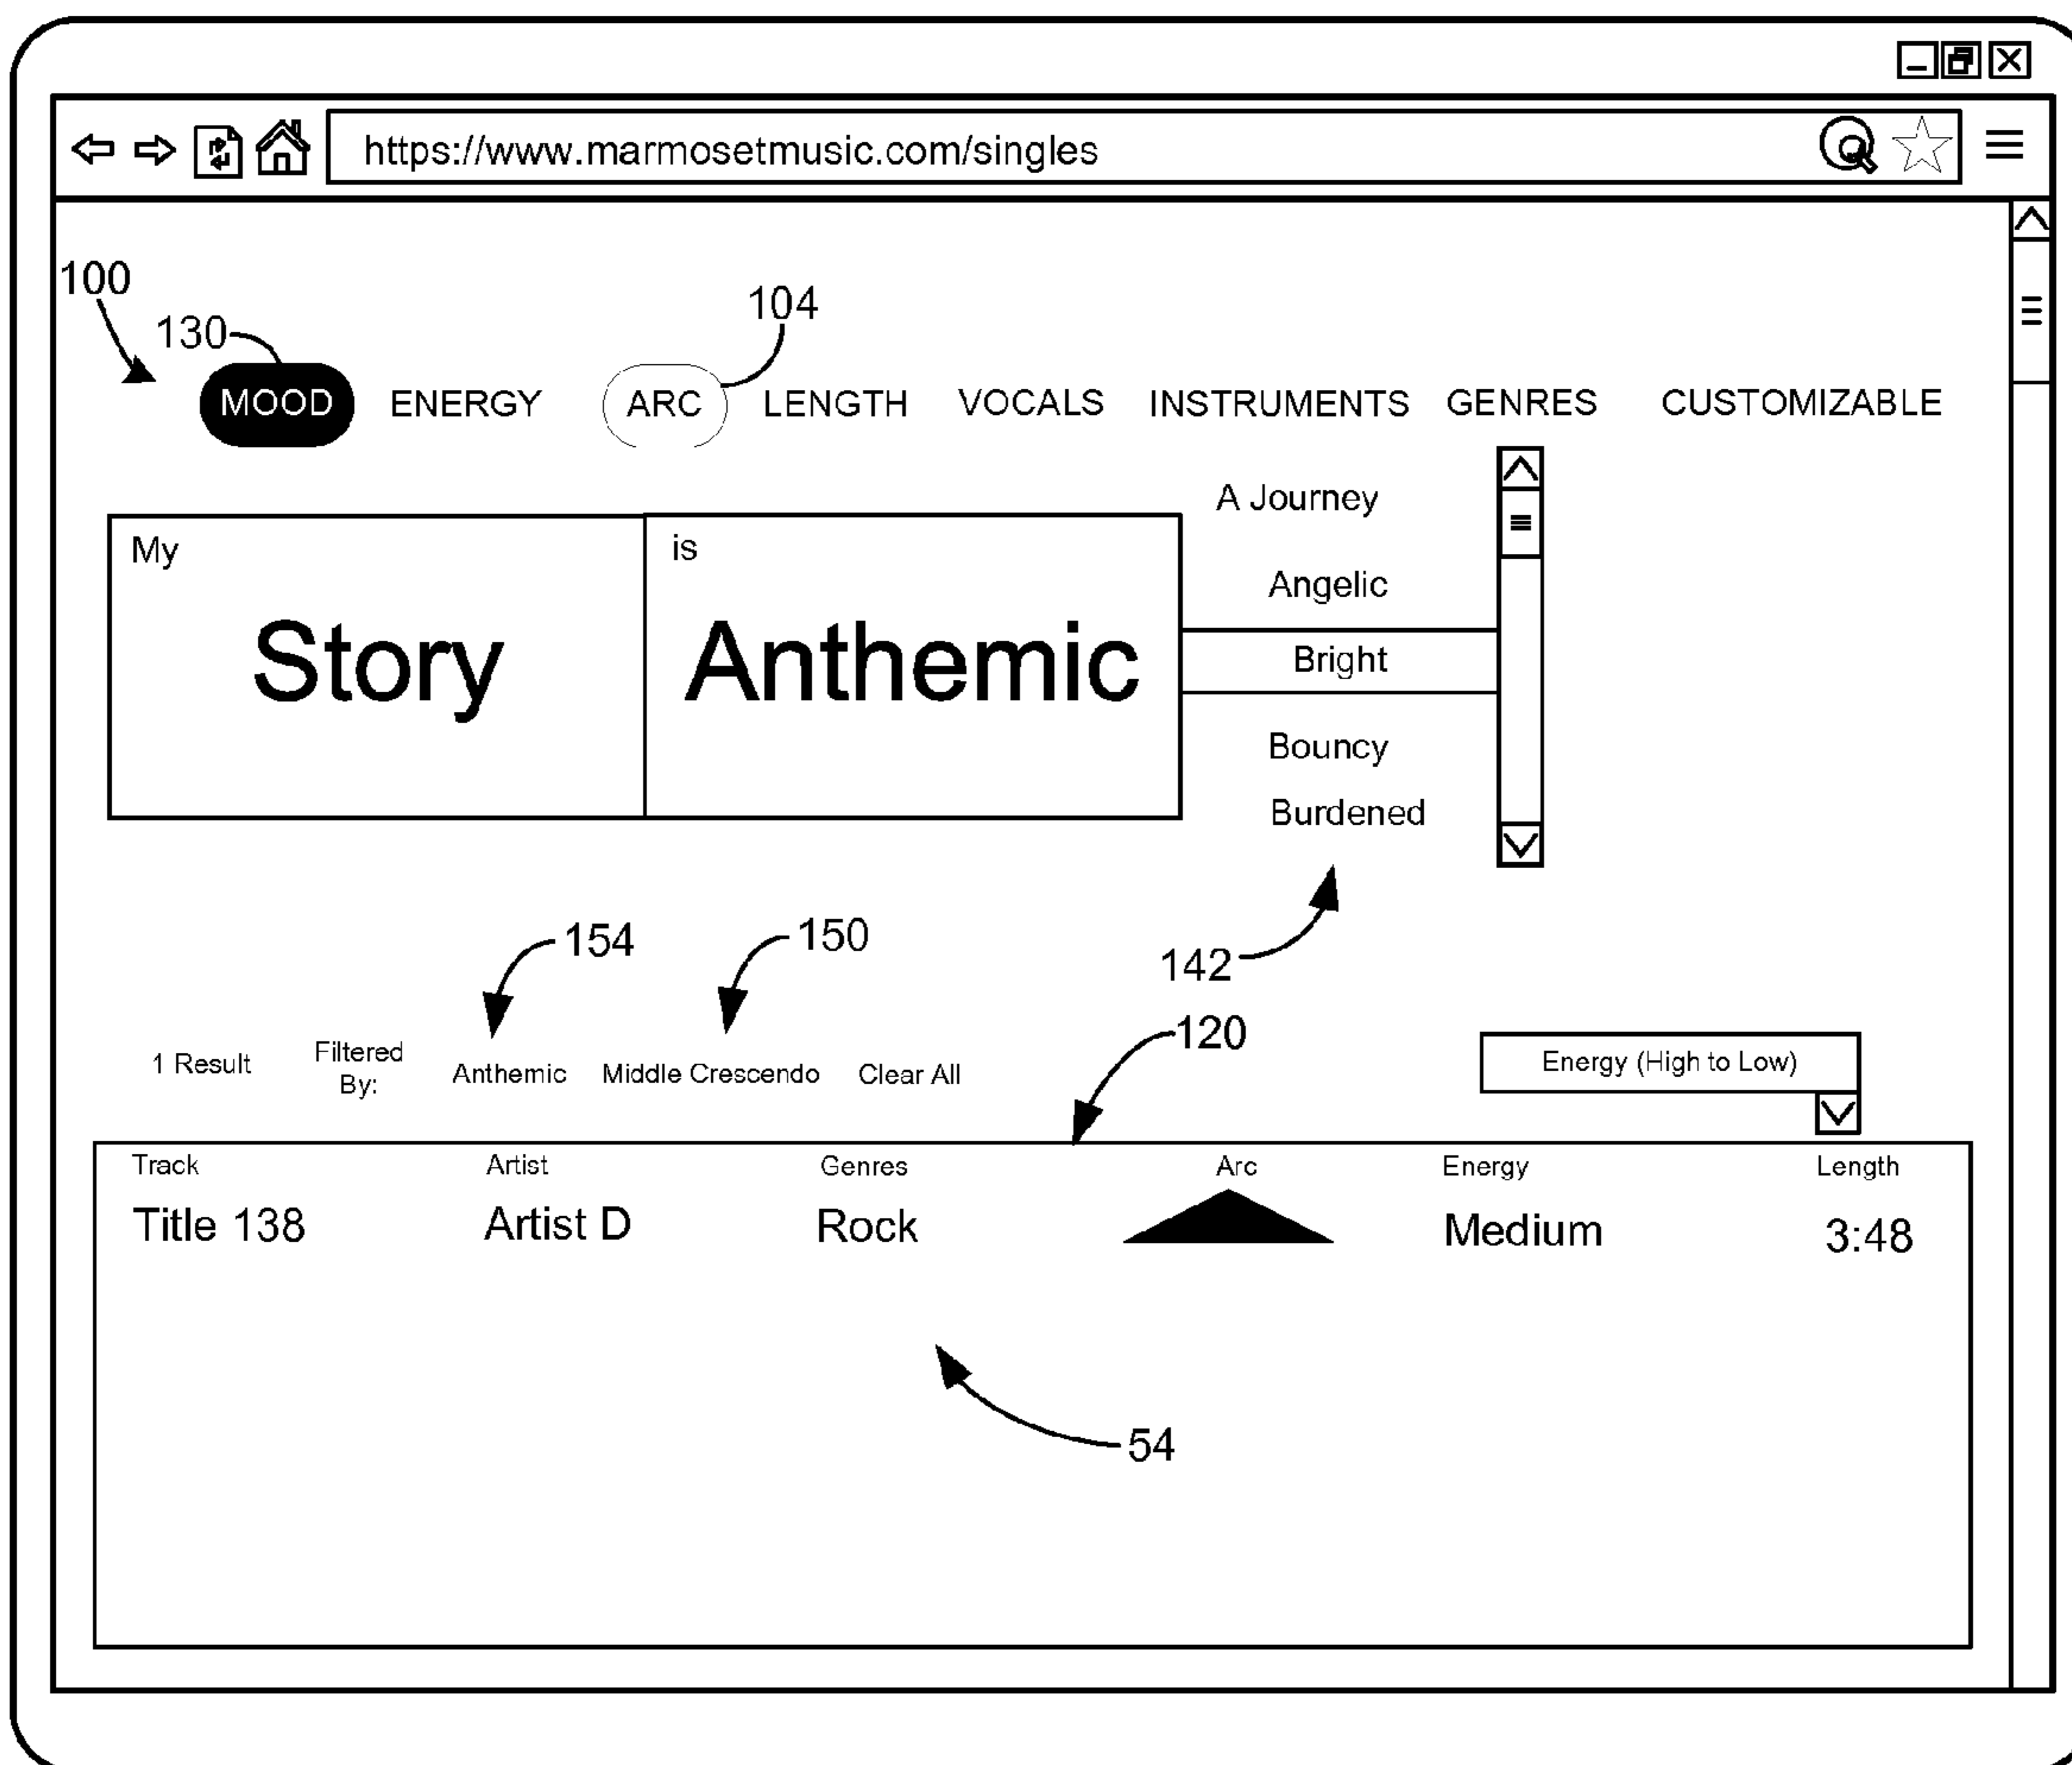 https://www.marmosetmusic.com/singles
100
130
104
MOOD ENERGY ARC LENGTH VOCALS INSTRUMENTS GENRES CUSTOMIZABLE
A Journey
My is
Angelic
Story Anthemic Bright
Bouncy
Burdened
154 150
142
120
1 Result Filtered By: Anthemic Middle Crescendo Clear All Energy (High to Low)
Track Artist Genres Arc Energy Length
Title 138 Artist D Rock Medium 3:48
54